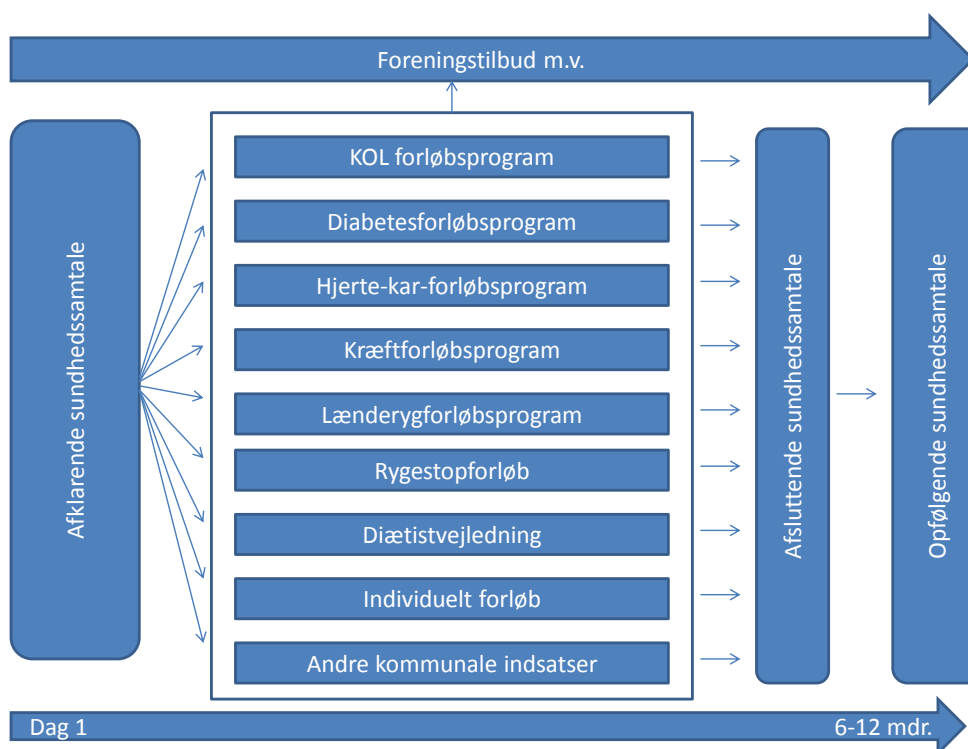 Foreningstilbud m.v.
Afklarende sundhedssamtale
KOL forløbsprogram
Diabetesforløbsprogram
Hjerte-kar-forløbsprogram
Kræftforløbsprogram
Lænderygforløbsprogram
Rygestopforløb
Diætistvejledning
Individuelt forløb
Andre kommunale indsatser
Afsluttende sundhedssamtale
Opfølgende sundhedssamtale
Dag 1
6-12 mdr.